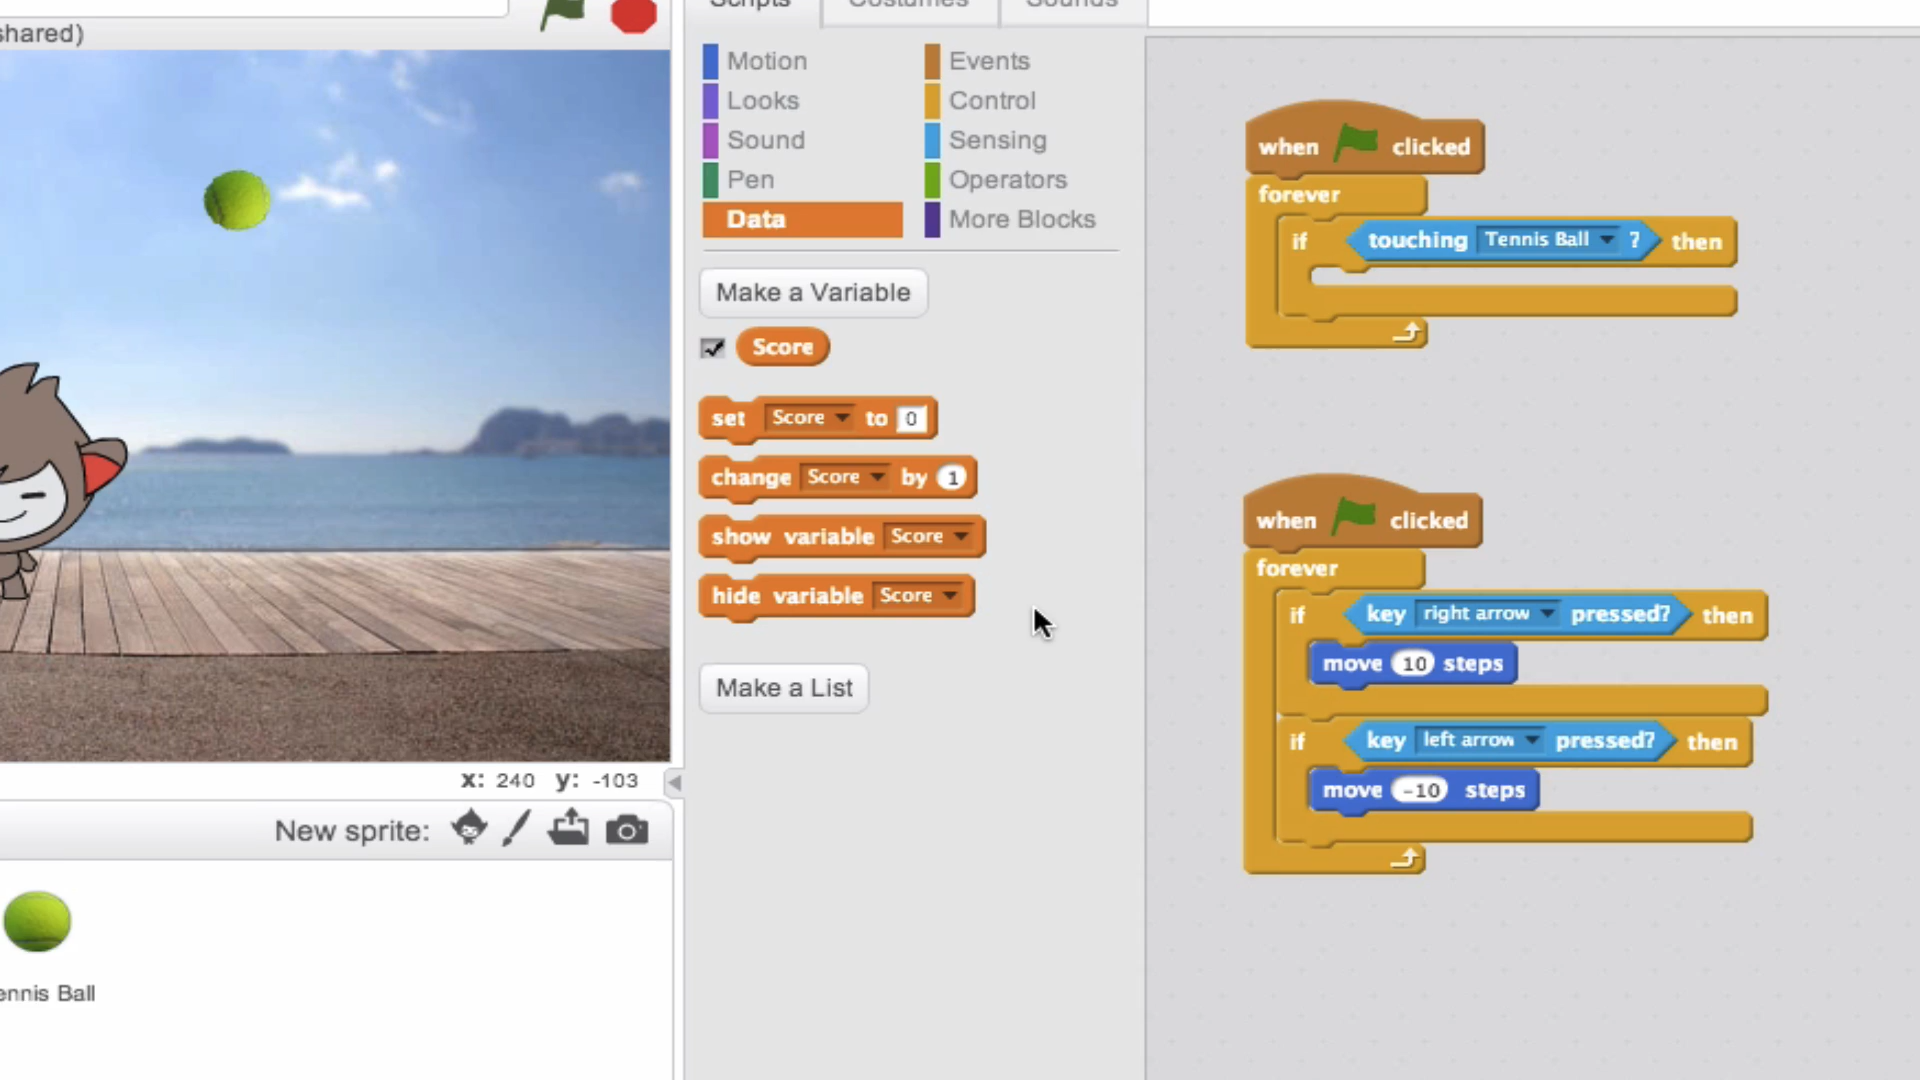 shared)
Scripts Costumes Sounds
Motion Events
Looks Control
Sound Sensing
Pen Operators
Data More Blocks
Make a Variable
Score
set Score to 0
change Score by 1
show variable Score
hide variable Score
Make a List
when clicked
forever
if touching Tennis Ball ? then
when clicked
forever
if key right arrow pressed? then
move 10 steps
if key left arrow pressed? then
move -10 steps
x: 240 y: -103
New sprite:
ennis Ball